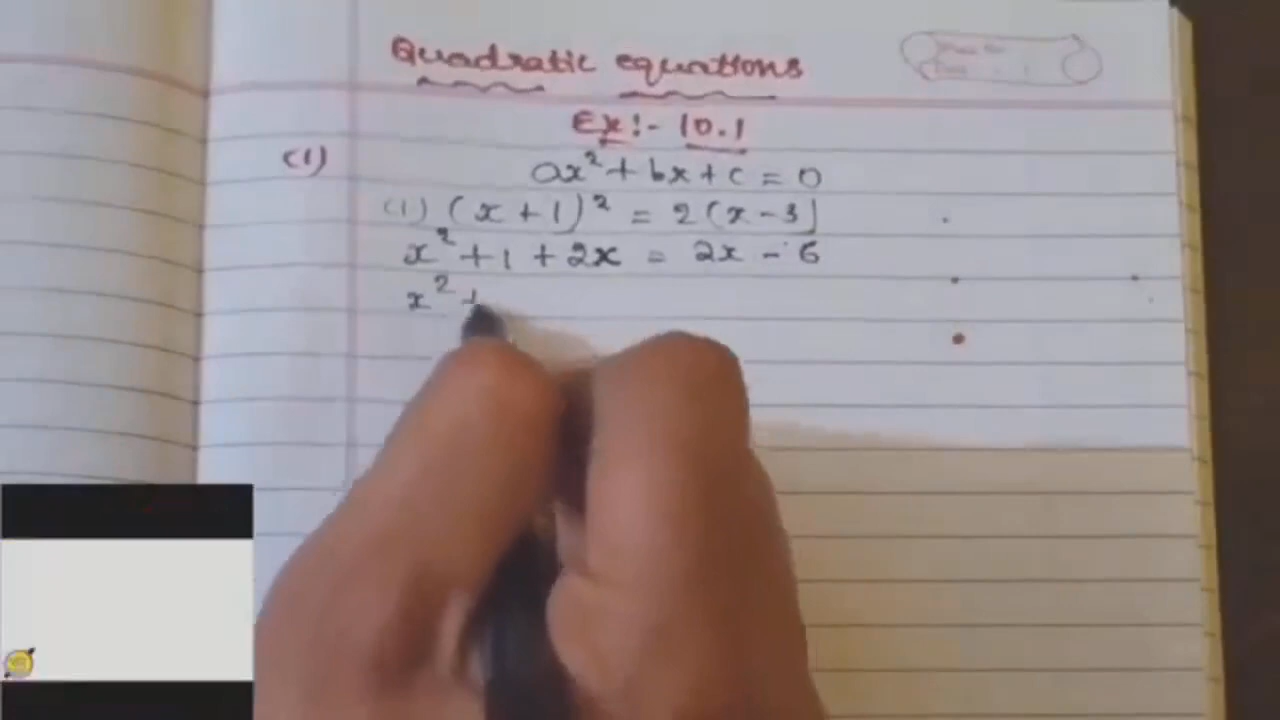 Quadratic equations
Ex:- 10.1
(1) ax² + bx + c = 0
(1) (x + 1)² = 2(x - 3)
x² + 1 + 2x = 2x - 6
x² +